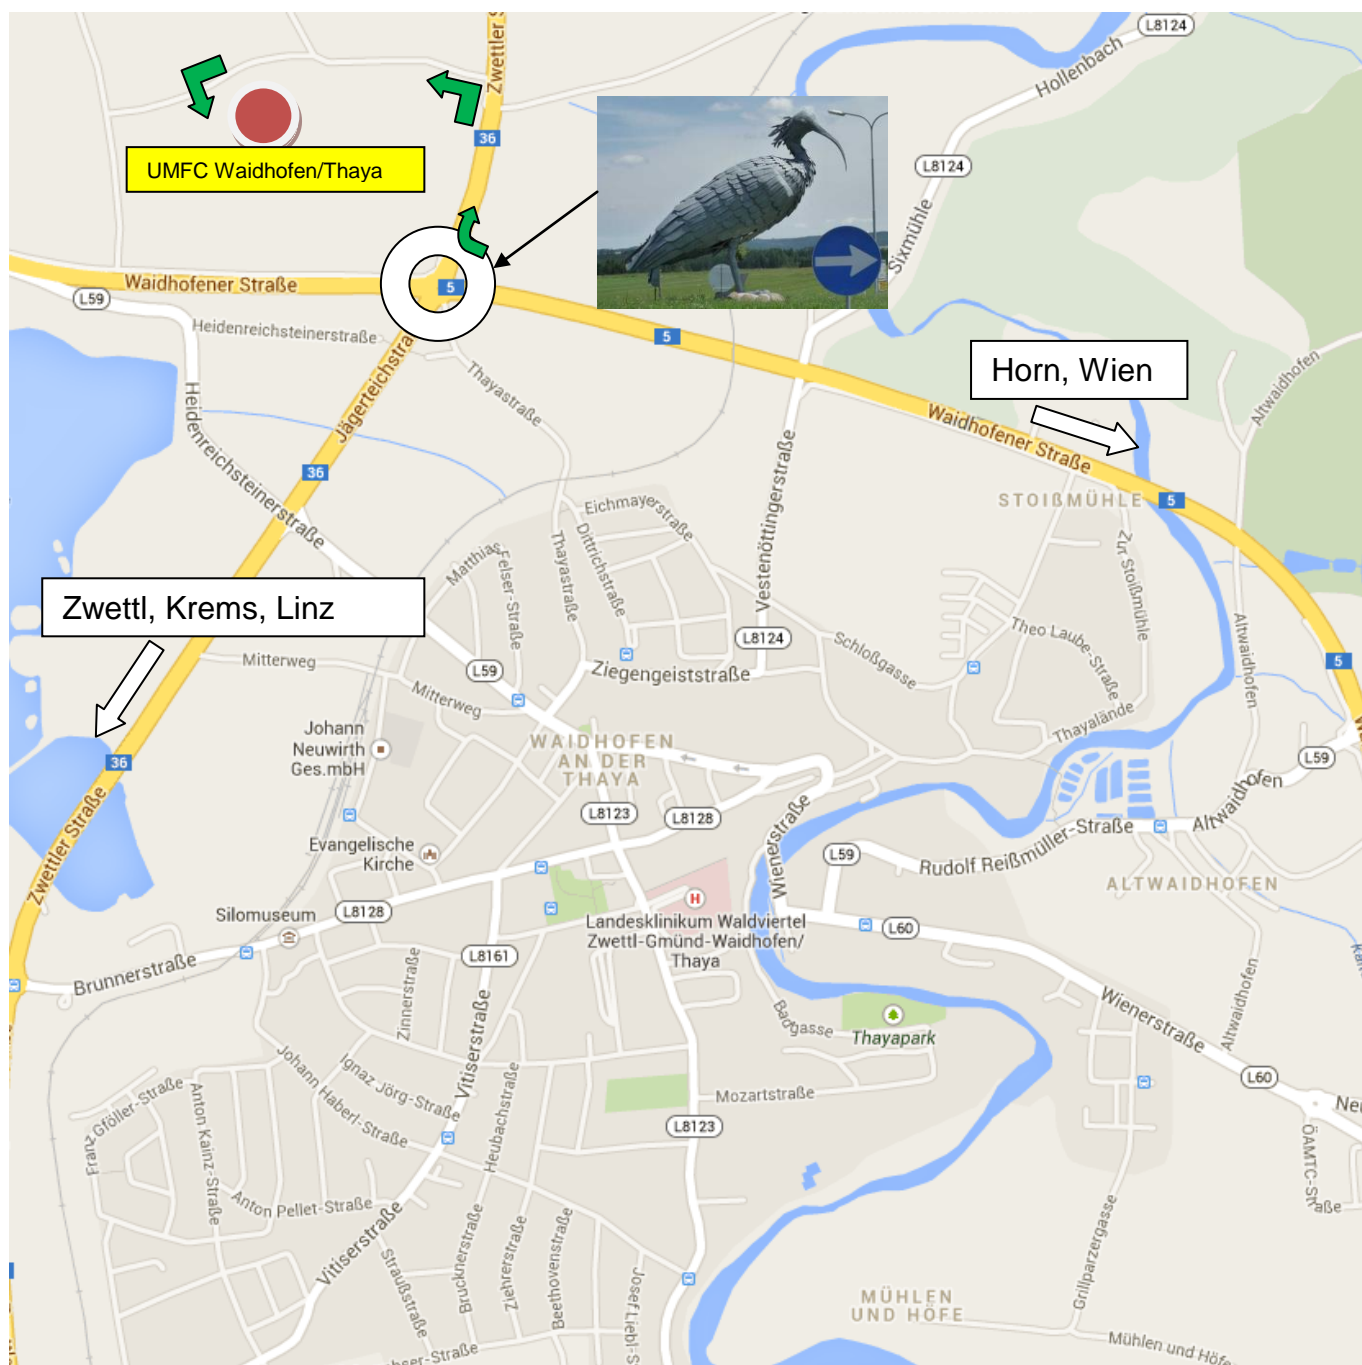 L8124
Hollenbach
Zwettler S
36
UMFC Waidhofen/Thaya
L8124
Sixmühle
Waidhofener Straße
5
L59
Heidenreichsteinerstraße
5
Horn, Wien
Altwaidhofen
Jägerteichstra
Thayastraße
Heidenreichsteinerstraße
Waidhofener Straße
36
Vestenöttingerstraße
STOIßMÜHLE
5
Eichmayerstraße
Matthias-
Felser-Straße
Thayastraße
Dittrichstraße
Zur Stoißmühle
Zwettl, Krems, Linz
L8124
Schloßgasse
Theo Laube-Straße
Altwaidhofen
Mitterweg
L59
Ziegengeiststraße
5
Mitterweg
Thayalände
Johann
Neuwirth
Ges.mbH
WAIDHOFEN
AN DER
THAYA
L59
36
Zwettler Straße
L8123
L8128
Wienerstraße
Altwaidhofen
Rudolf Reißmüller-Straße
Evangelische
Kirche
L59
ALTWAIDHOFEN
Silomuseum
L8128
H
Landesklinikum Waldviertel
Zwettl-Gmünd-Waidhofen/
Thaya
L60
Brunnerstraße
L8161
Zinnerstraße
Vitiserstraße
Badgasse
Thayapark
Wienerstraße
Altwaidhofen
L60
Neu
Johann Haberl-Straße
Ignaz Jörg-Straße
Mozartstraße
L8123
Franz Gföller-Straße
Anton Kainz-Straße
Heubachstraße
ÖAMTC-Straße
Anton Pellet-Straße
Vitiserstraße
Straußstraße
Brucknerstraße
Ziehrerstraße
Beethovenstraße
Josef Liebl-S
Grillparzergasse
MÜHLEN
UND HÖFE
Mühlen und Höfe